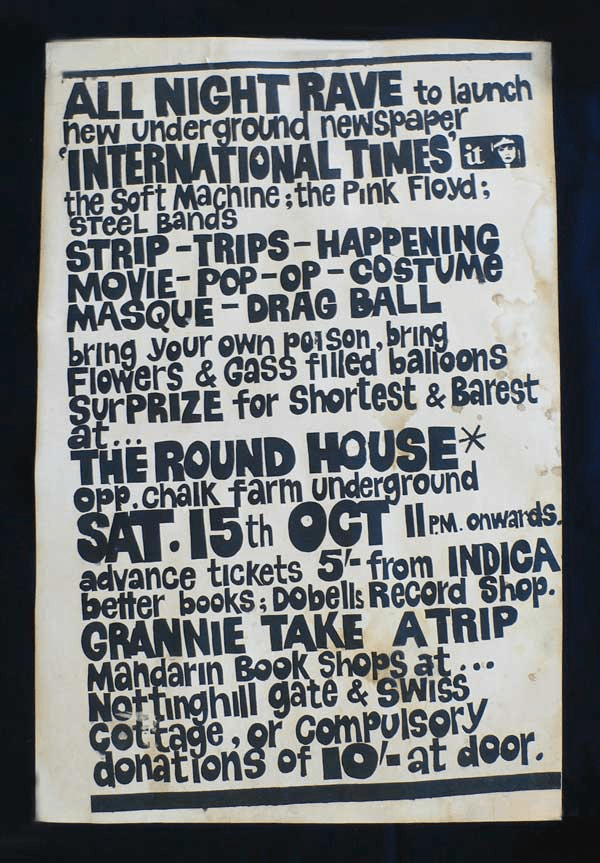 ALL NIGHT RAVE to launch
new underground newspaper
'INTERNATIONAL TIMES' it
the Soft Machine; the Pink Floyd;
STEEL BANDS
STRIP-TRIPS-HAPPENING
MOVIE-POP-OP-COSTUME
MASQUE-DRAG BALL
bring your own poison, bring
Flowers & Gass filled balloons
SurPRIZE for Shortest & Barest
at...
THE ROUND HOUSE*
opp. chalk farm underground
SAT. 15th OCT 11 P.M. onwards.
advance tickets 5/- from INDICA
better books; Dobells Record Shop.
GRANNIE TAKE A TRIP
Mandarin Book Shops at...
Nottinghill gate & SWISS
cottage, or compulsory
donations of 10/- at door.